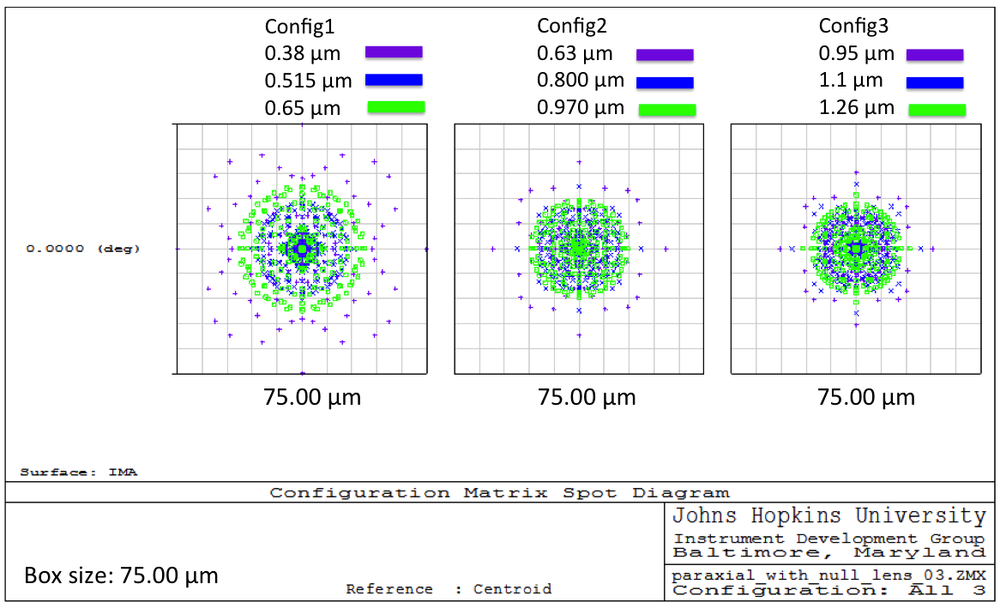 Config1 Config2 Config3
0.38 µm 0.63 µm 0.95 µm
0.515 µm 0.800 µm 1.1 µm
0.65 µm 0.970 µm 1.26 µm
0.0000 (deg)
75.00 µm 75.00 µm 75.00 µm
Surface: IMA
Configuration Matrix Spot Diagram
Johns Hopkins University
Instrument Development Group
Baltimore, Maryland
Box size: 75.00 µm
Reference : Centroid
paraxial_with_null_lens_03.ZMX
Configuration: All 3